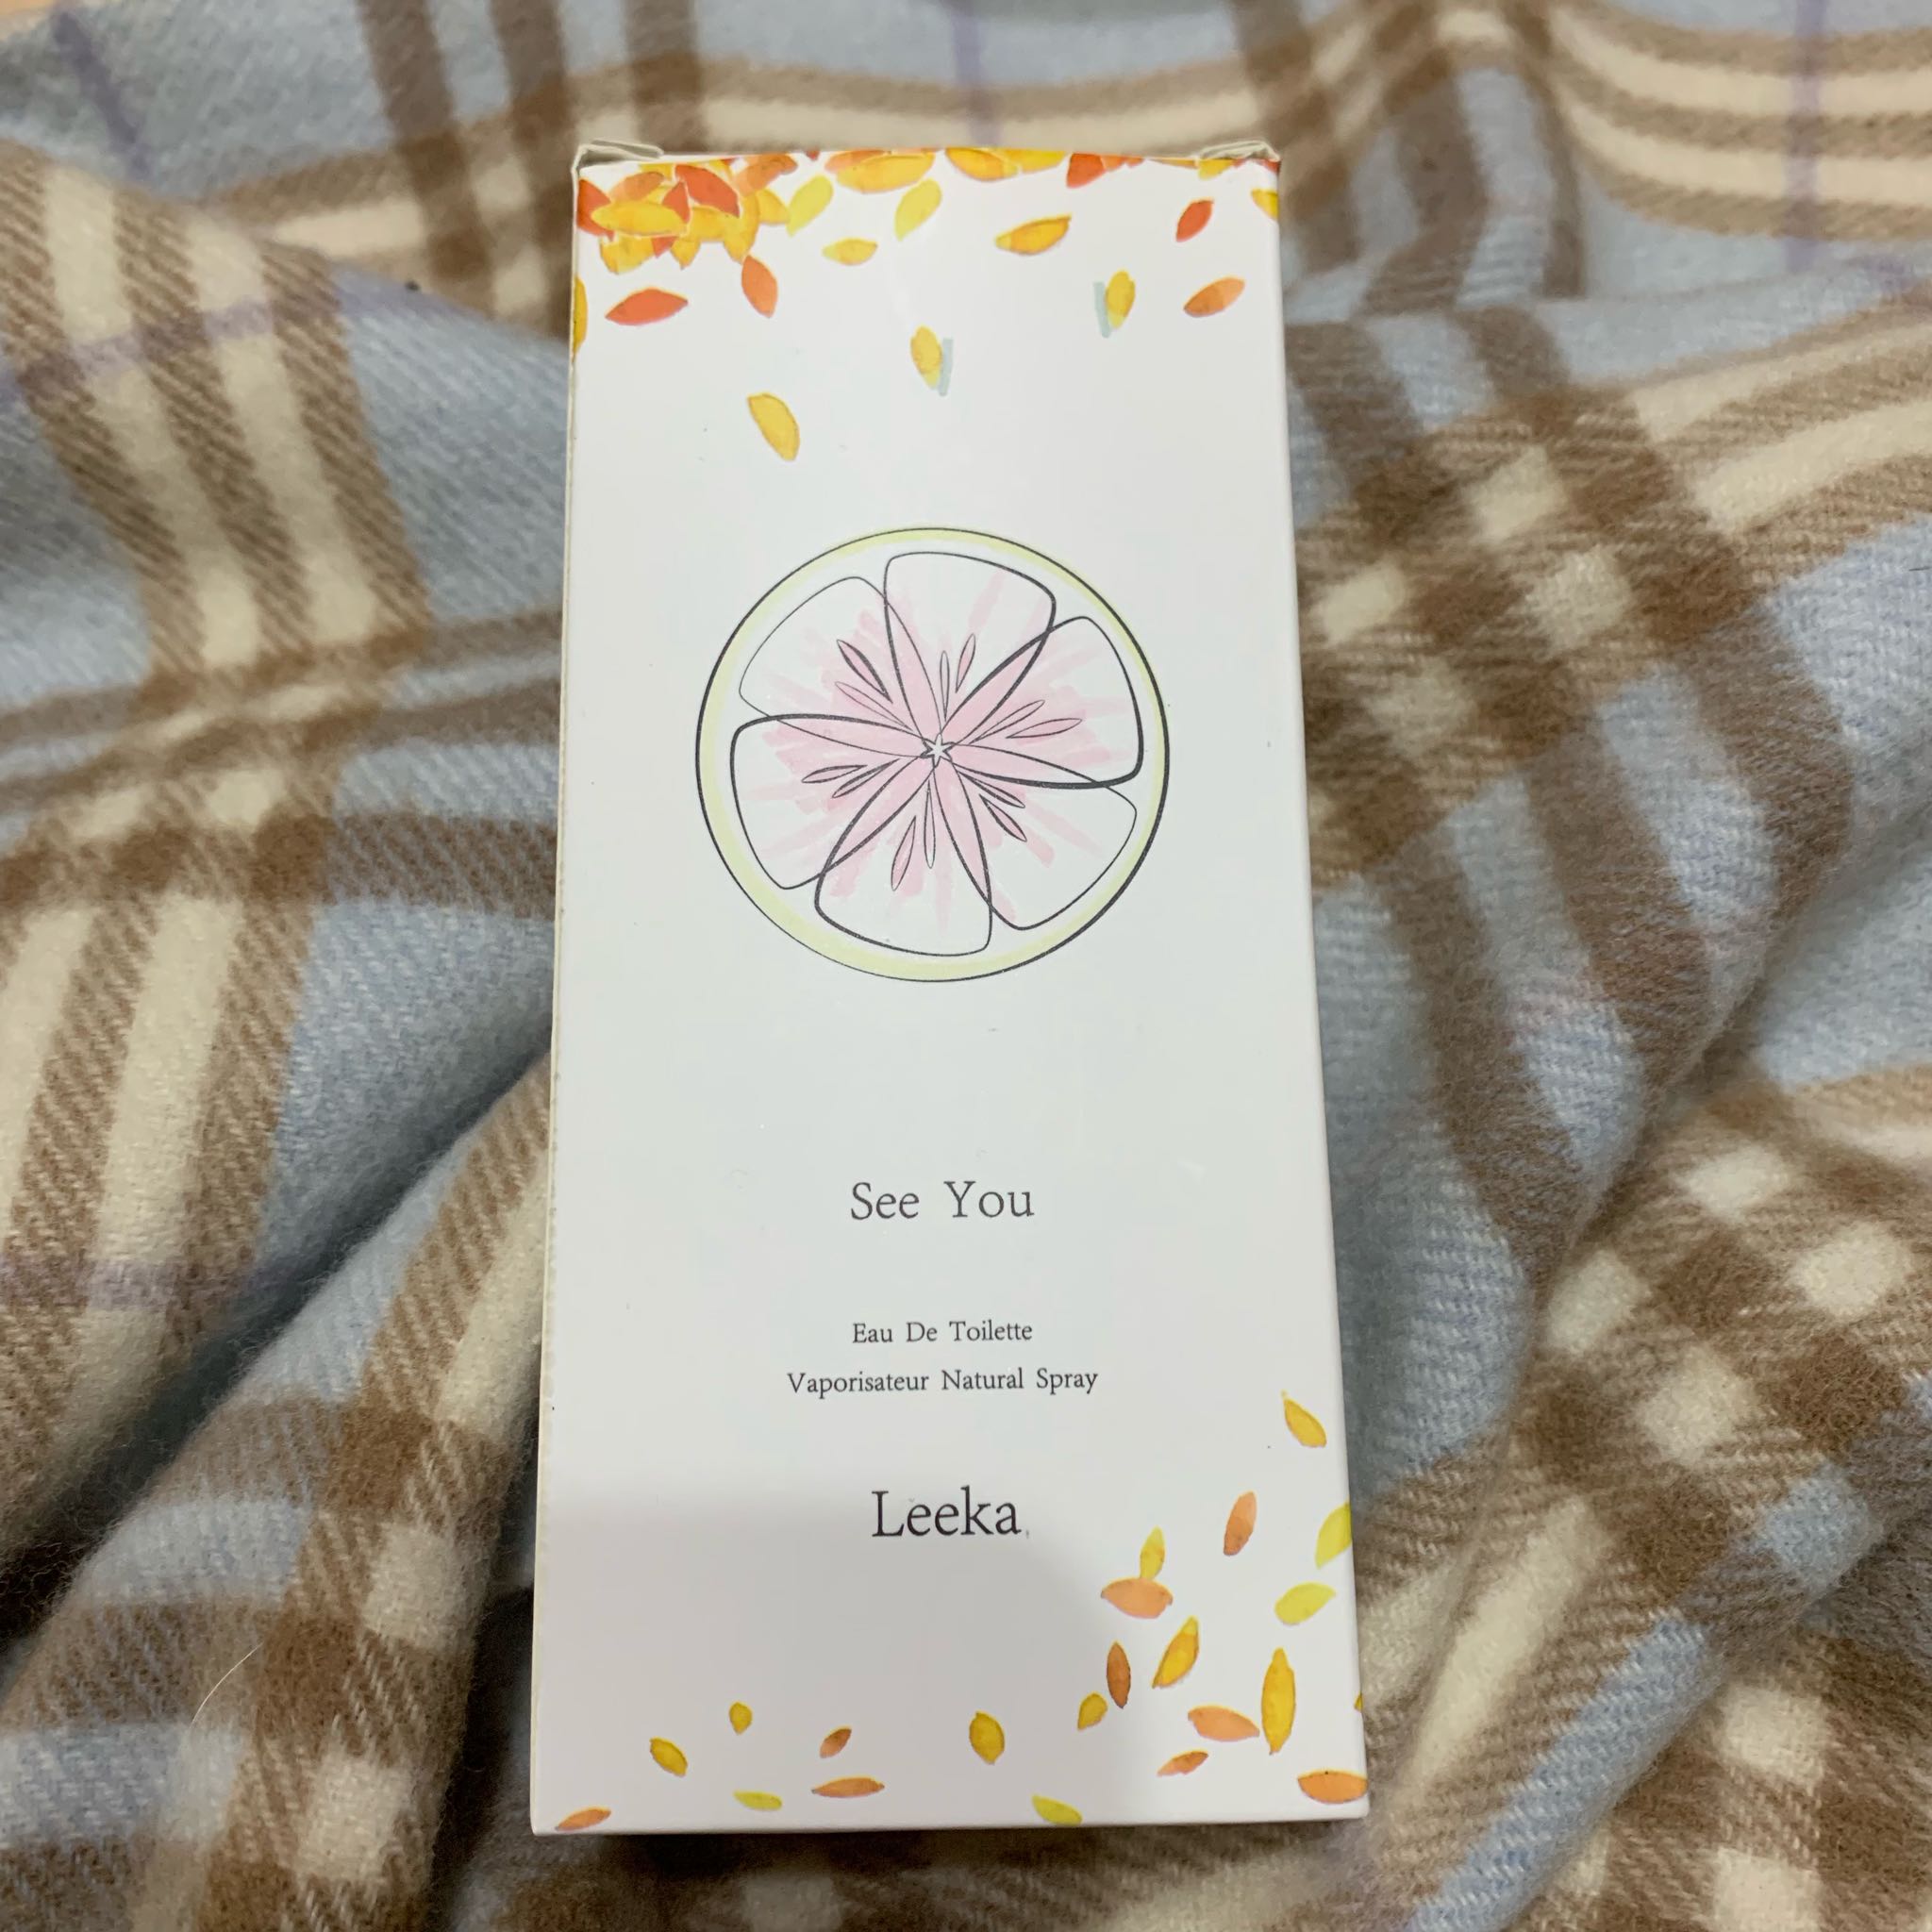 See You
Eau De Toilette
Vaporisateur Natural Spray
Leeka